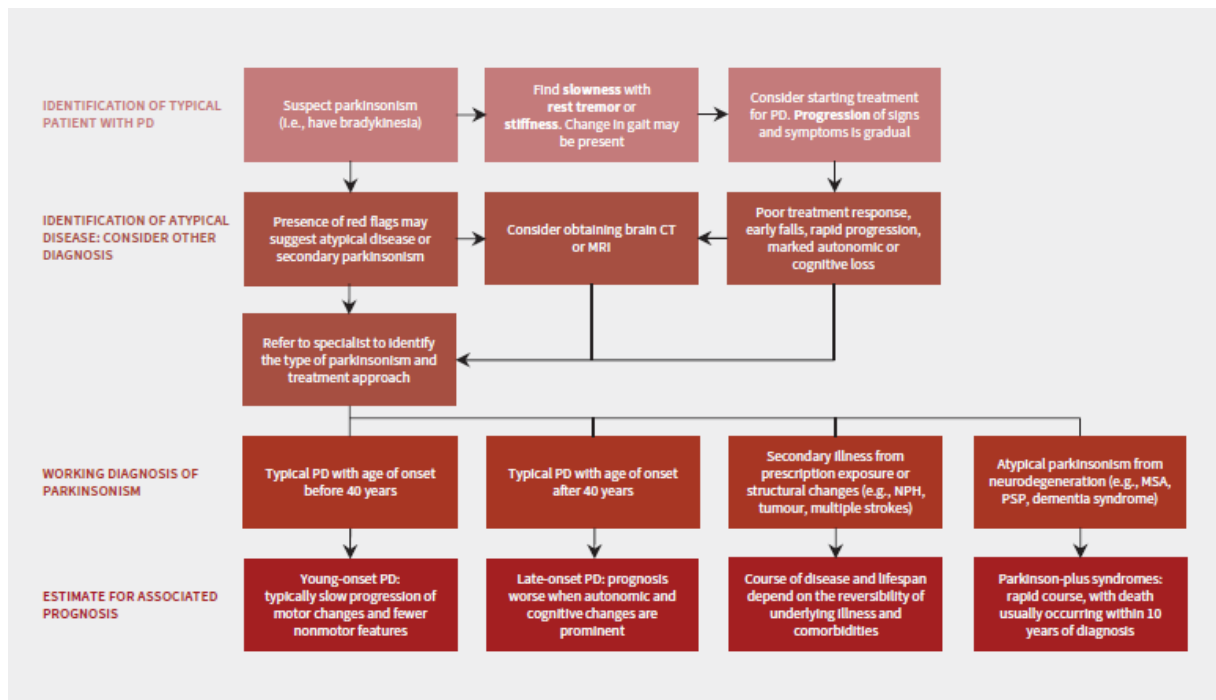 IDENTIFICATION OF TYPICAL
PATIENT WITH PD
Suspect parkinsonism
(i.e., have bradykinesia)
Find slowness with
rest tremor or
stiffness. Change in gait may
be present
Consider starting treatment
for PD. Progression of signs
and symptoms is gradual
IDENTIFICATION OF ATYPICAL
DISEASE: CONSIDER OTHER
DIAGNOSIS
Presence of red flags may
suggest atypical disease or
secondary parkinsonism
Consider obtaining brain CT
or MRI
Poor treatment response,
early falls, rapid progression,
marked autonomic or
cognitive loss
Refer to specialist to identify
the type of parkinsonism and
treatment approach
WORKING DIAGNOSIS OF
PARKINSONISM
Typical PD with age of onset
before 40 years
Typical PD with age of onset
after 40 years
Secondary illness from
prescription exposure or
structural changes (e.g., NPH,
tumour, multiple strokes)
Atypical parkinsonism from
neurodegeneration (e.g., MSA,
PSP, dementia syndrome)
ESTIMATE FOR ASSOCIATED
PROGNOSIS
Young-onset PD:
typically slow progression of
motor changes and fewer
nonmotor features
Late-onset PD: prognosis
worse when autonomic and
cognitive changes are
prominent
Course of disease and lifespan
depend on the reversibility of
underlying illness and
comorbidities
Parkinson-plus syndromes:
rapid course, with death
usually occurring within 10
years of diagnosis